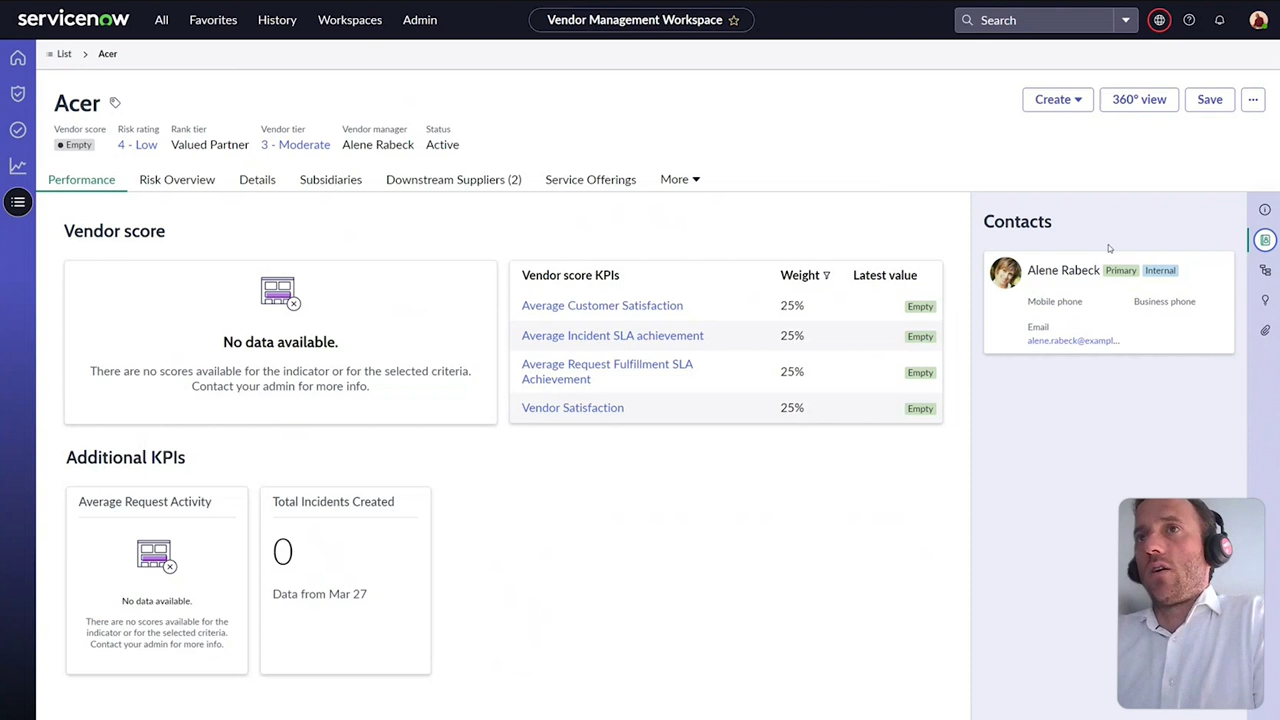 servicenow
All
Favorites
History
Workspaces
Admin
Vendor Management Workspace
Search
List
Acer
Acer
Create
360° view
Save
Vendor score
Risk rating
Rank tier
Vendor tier
Vendor manager
Status
Empty
4 - Low
Valued Partner
3 - Moderate
Alene Rabeck
Active
Performance
Risk Overview
Details
Subsidiaries
Downstream Suppliers (2)
Service Offerings
More
Vendor score
No data available.
There are no scores available for the indicator or for the selected criteria.
Contact your admin for more info.
Vendor score KPIs
Weight
Latest value
Average Customer Satisfaction
25%
Empty
Average Incident SLA achievement
25%
Empty
Average Request Fulfillment SLA
Achievement
25%
Empty
Vendor Satisfaction
25%
Empty
Additional KPIs
Average Request Activity
No data available.
There are no scores available for the
indicator or for the selected criteria.
Contact your admin for more info.
Total Incidents Created
0
Data from Mar 27
Contacts
Alene Rabeck
Primary
Internal
Mobile phone
Business phone
Email
alene.rabeck@exampl...